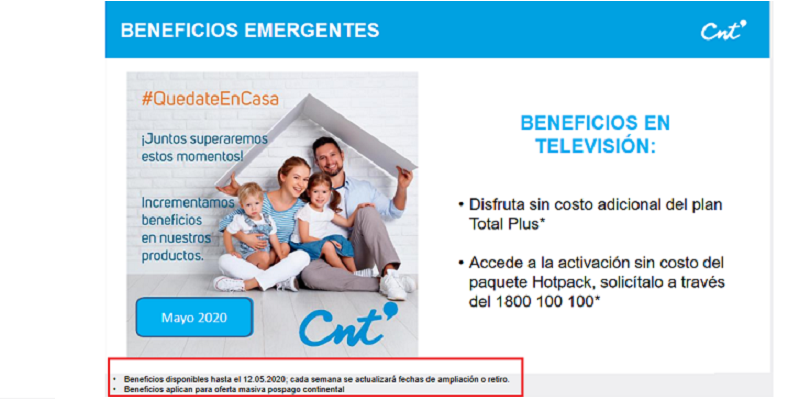 BENEFICIOS EMERGENTES
Cnt
#QuedateEnCasa
¡Juntos superaremos
estos momentos!
Incrementamos
beneficios
en nuestros
productos.
Mayo 2020
Cnt
BENEFICIOS EN
TELEVISIÓN:
• Disfruta sin costo adicional del plan
Total Plus*
• Accede a la activación sin costo del
paquete Hotpack, solicítalo a través
del 1800 100 100*
• Beneficios disponibles hasta el 12.05.2020; cada semana se actualizará fechas de ampliación o retiro.
• Beneficios aplican para oferta masiva pospago continental